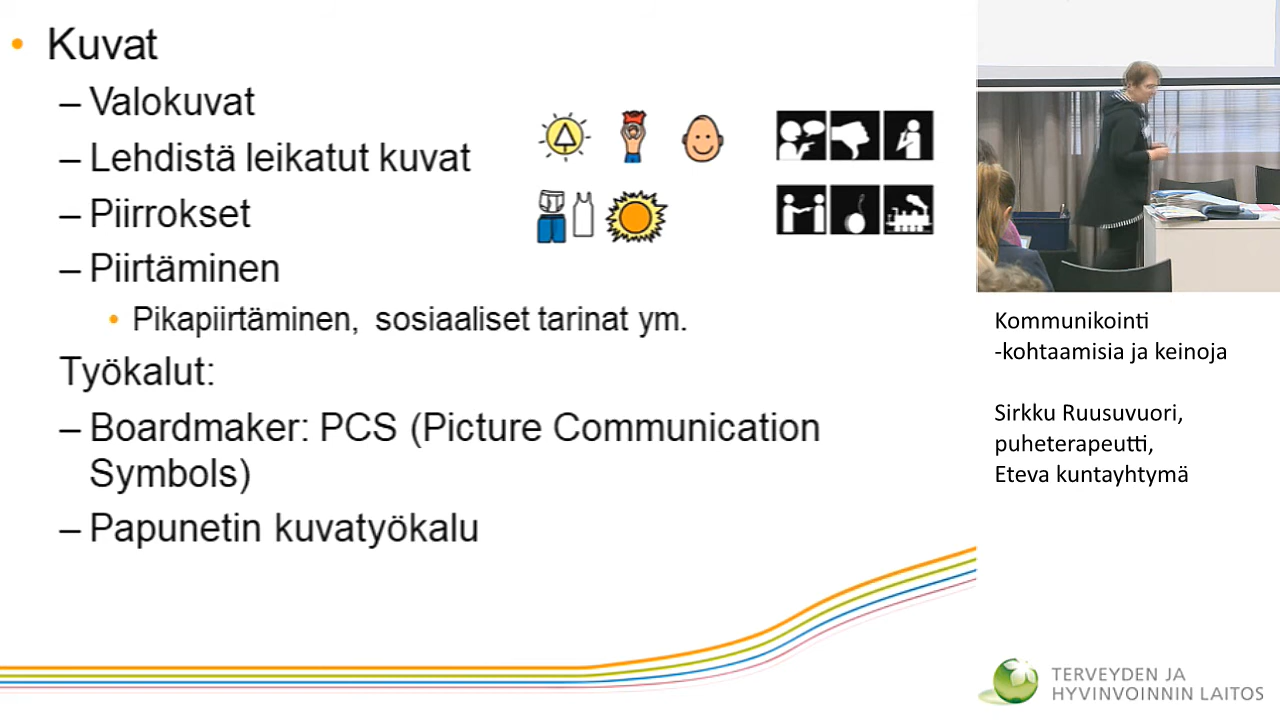 • Kuvat
– Valokuvat
– Lehdistä leikatut kuvat
– Piirrokset
– Piirtäminen
• Pikapiirtäminen, sosiaaliset tarinat ym.
Työkalut:
– Boardmaker: PCS (Picture Communication
Symbols)
– Papunetin kuvatyökalu
Kommunikointi
-kohtaamisia ja keinoja
Sirkku Ruusuvuori,
puheterapeutti,
Eteva kuntayhtymä
TERVEYDEN JA
HYVINVOINNIN LAITOS